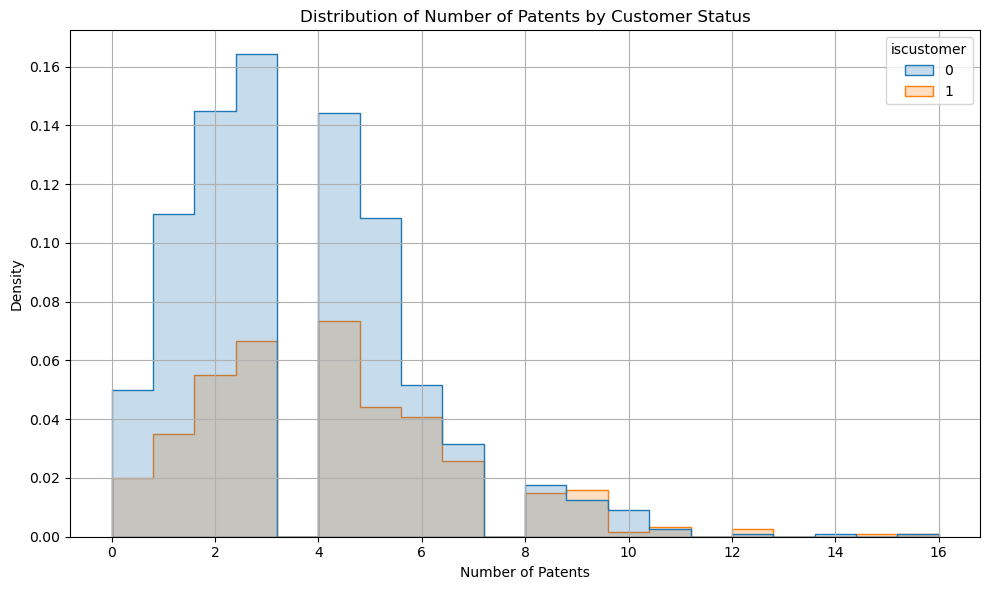 Distribution of Number of Patents by Customer Status
iscustomer
0
1
0.16
0.14
0.12
0.10
0.08
0.06
0.04
0.02
0.00
Density
0 2 4 6 8 10 12 14 16
Number of Patents